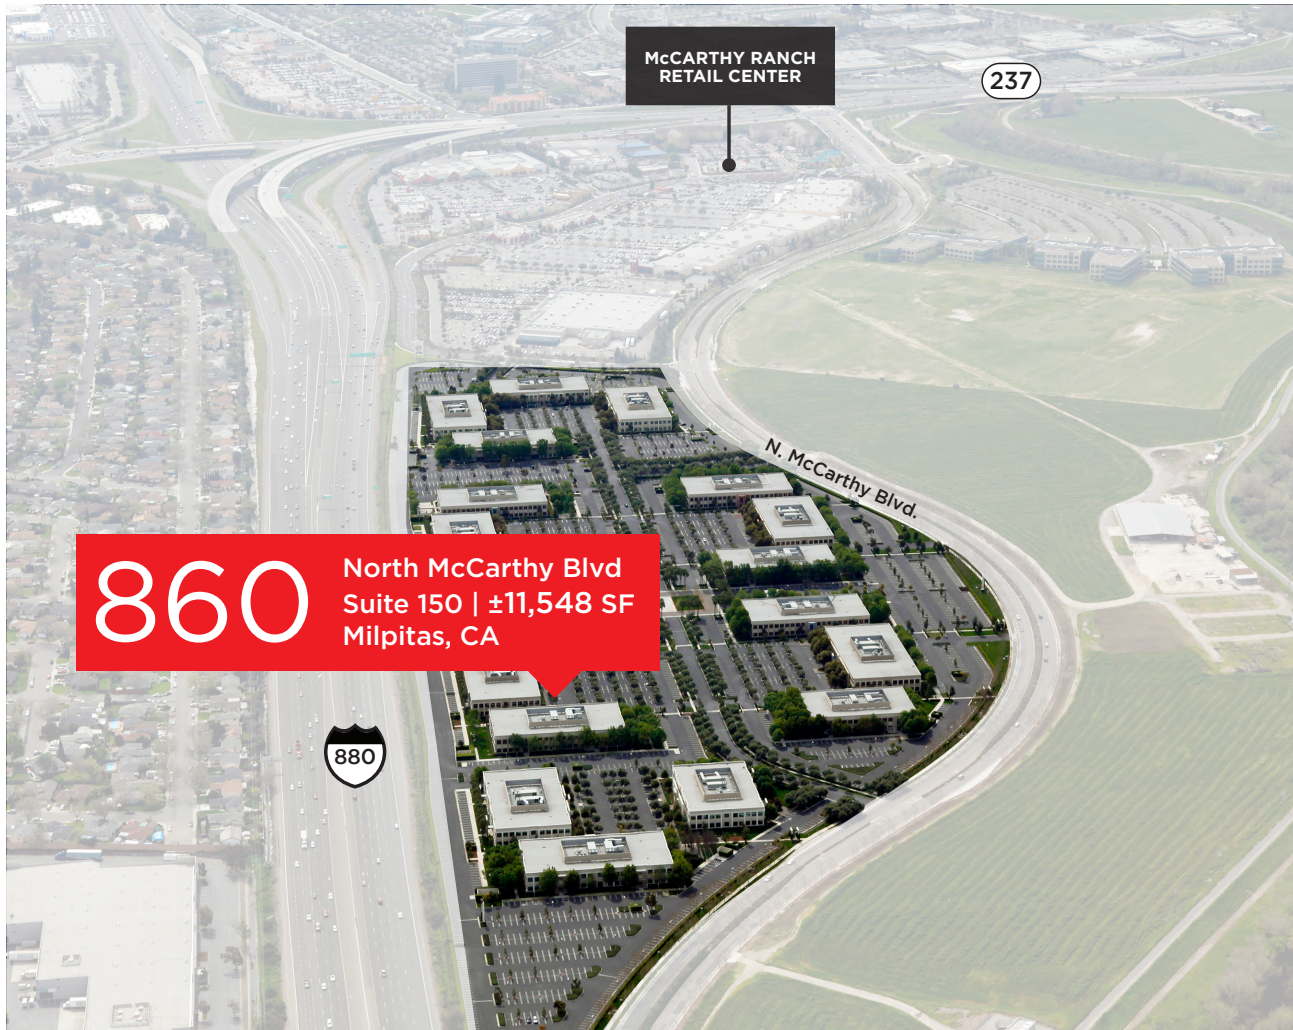 McCARTHY RANCH
RETAIL CENTER
237
N. McCarthy Blvd.
860
North McCarthy Blvd
Suite 150 | ±11,548 SF
Milpitas, CA
880